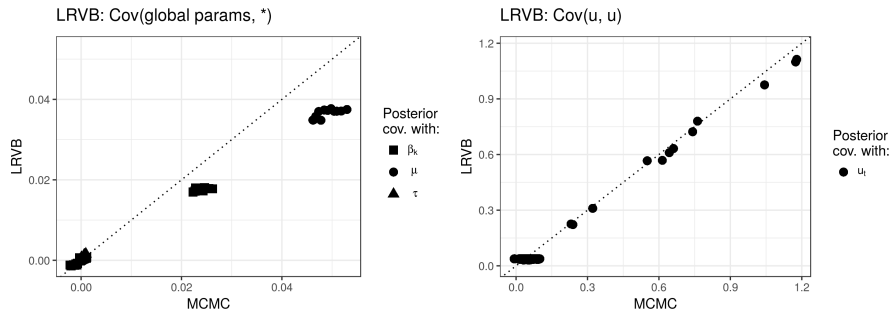 LRVB: Cov(global params, *)
0.04
0.02
0.00
LRVB
0.00 0.02 0.04
MCMC
Posterior
cov. with:
βk
μ
τ
LRVB: Cov(u, u)
1.2
0.9
0.6
0.3
0.0
LRVB
0.0 0.3 0.6 0.9 1.2
MCMC
Posterior
cov. with:
ut